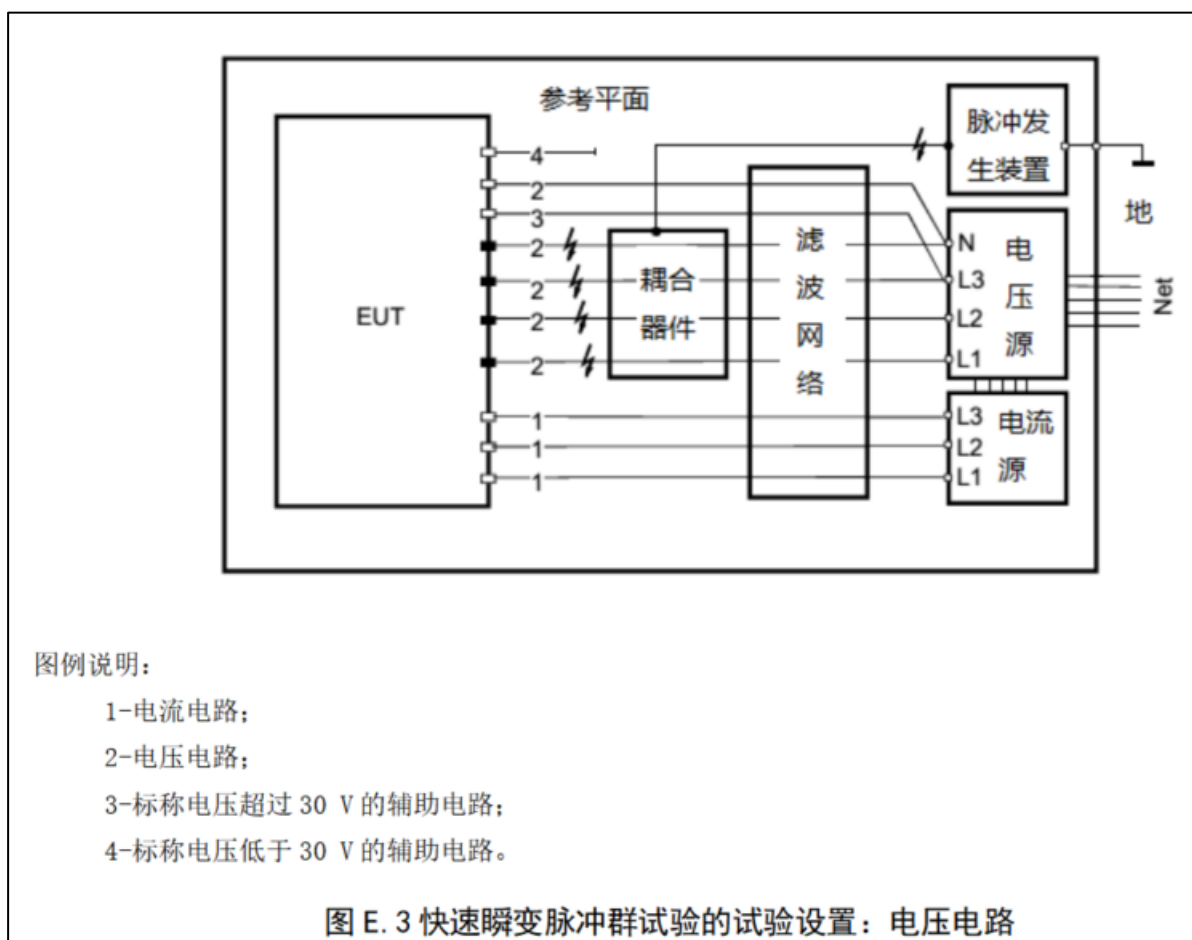 参考平面
脉冲发
生装置
地
4
2
3
2
2
2
2
1
1
1
EUT
耦合
器件
滤
波
网
络
N
L3
L2
L1
电
压
源
Net
L3
L2
L1
电流
源
图例说明：
1-电流电路；
2-电压电路；
3-标称电压超过 30 V 的辅助电路；
4-标称电压低于 30 V 的辅助电路。
图 E.3 快速瞬变脉冲群试验的试验设置：电压电路